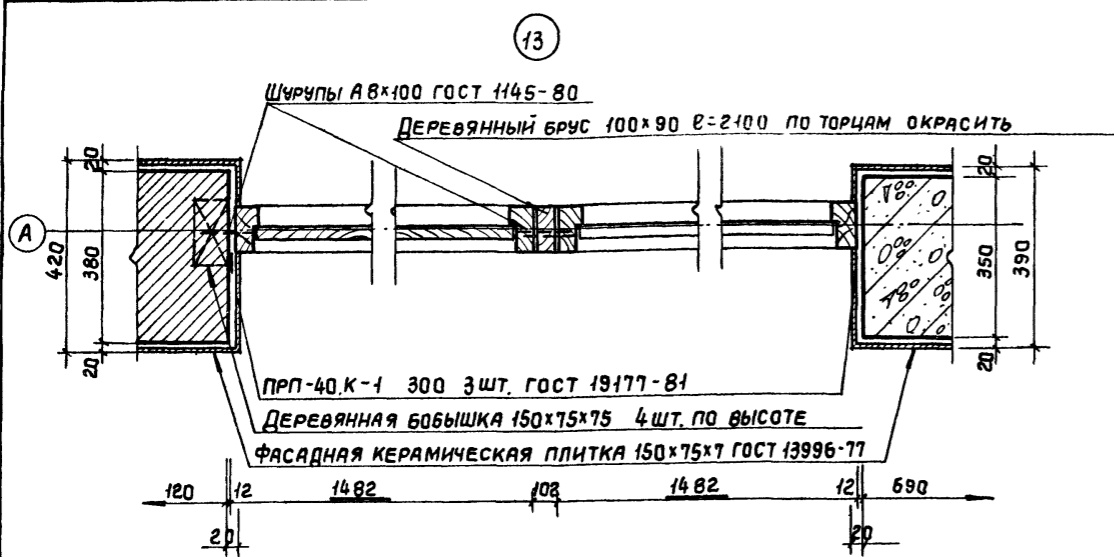 13
Шурупы А8×100 ГОСТ 1145-80
Деревянный брус 100×90 ℓ=2100 по торцам окрасить
20
20
А
420
380
350
390
20
20
ПРП-40.К-1 300 3шт. ГОСТ 19177-81
Деревянная бобышка 150×75×75 4шт. по высоте
Фасадная керамическая плитка 150×75×7 ГОСТ 13996-77
120 12 1482 102 1482 12 690
20 20